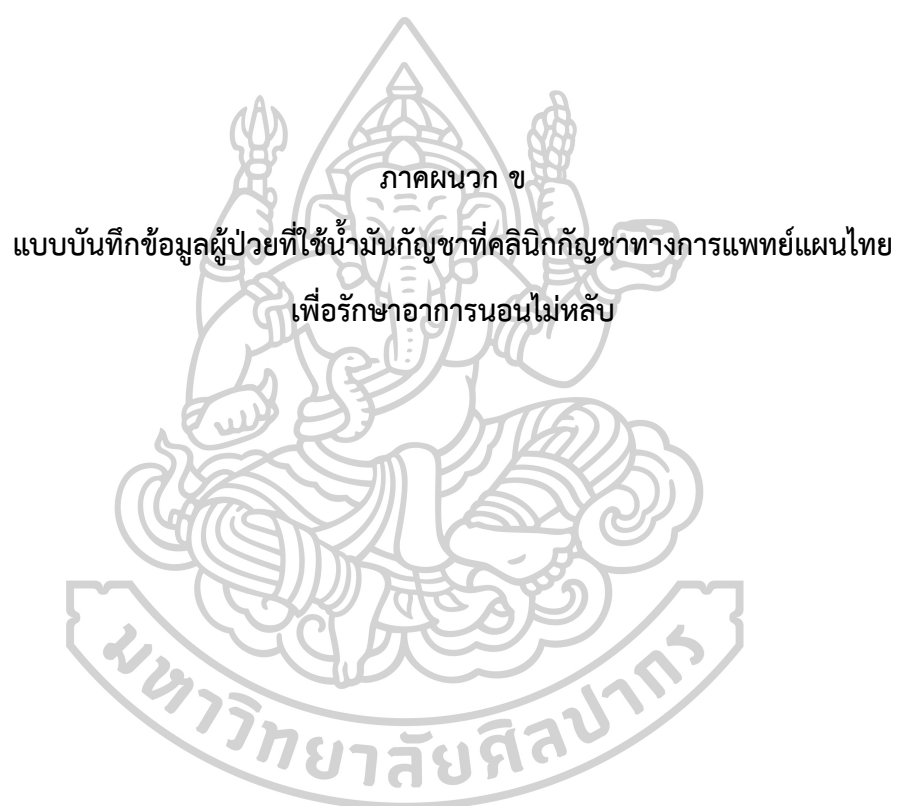 ภาคผนวก ข
แบบบันทึกข้อมูลผู้ป่วยที่ใช้น้ำมันกัญชาที่คลินิกกัญชาทางการแพทย์แผนไทย
เพื่อรักษาอาการนอนไม่หลับ
มหาวิทยาลัยศิลปากร